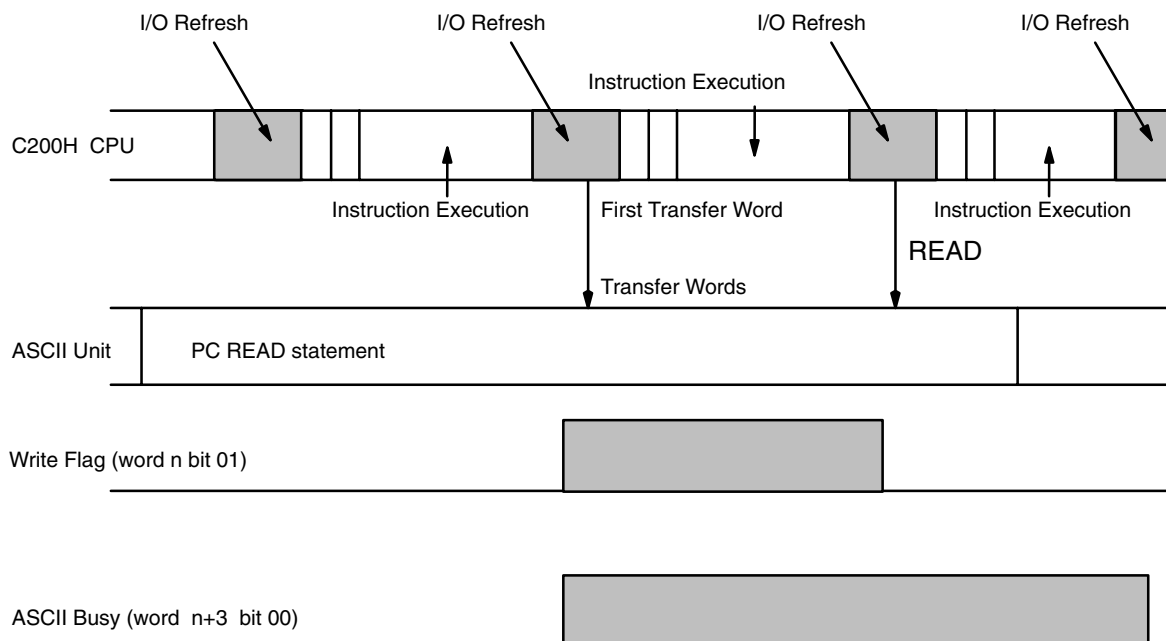 I/O Refresh
I/O Refresh
I/O Refresh
I/O Refresh
Instruction Execution
C200H CPU
Instruction Execution
First Transfer Word
Instruction Execution
READ
Transfer Words
ASCII Unit
PC READ statement
Write Flag (word n bit 01)
ASCII Busy (word n+3 bit 00)